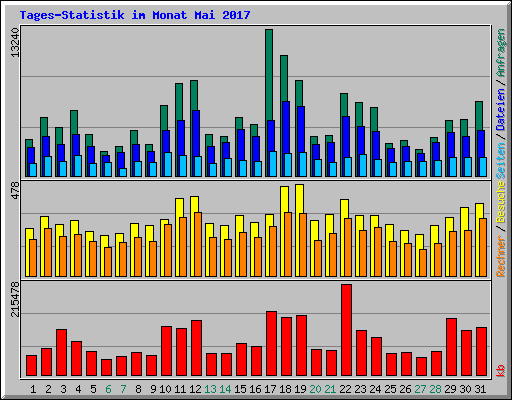 Tages-Statistik im Monat Mai 2017
13240
478
215478
Rechner / Besuche Seiten / Dateien / Anfragen
kb
1 2 3 4 5 6 7 8 9 10 11 12 13 14 15 16 17 18 19 20 21 22 23 24 25 26 27 28 29 30 31